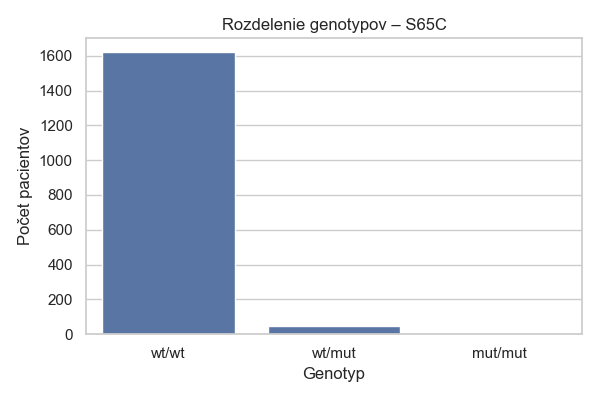 Rozdelenie genotypov – S65C
Počet pacientov
1600
1400
1200
1000
800
600
400
200
0
wt/wt wt/mut mut/mut
Genotyp